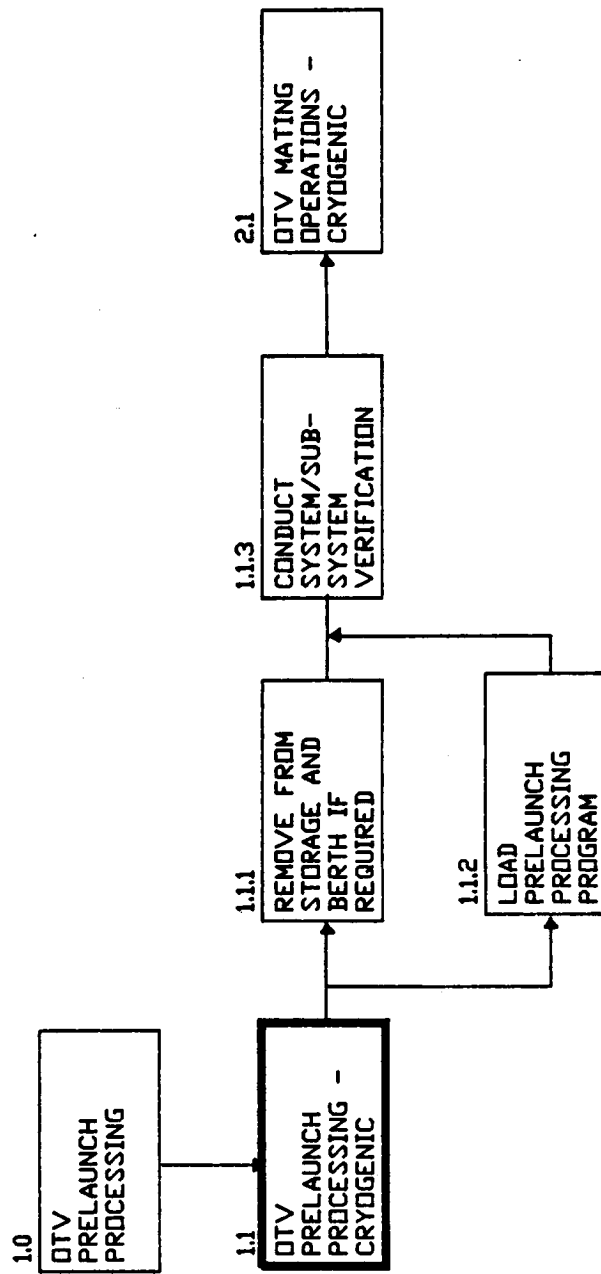 1.0
OTV
PRELAUNCH
PROCESSING
1.1
OTV
PRELAUNCH
PROCESSING -
CRYOGENIC
1.1.1
REMOVE FROM
STORAGE AND
BERTH IF
REQUIRED
1.1.2
LOAD
PRELAUNCH
PROCESSING
PROGRAM
1.1.3
CONDUCT
SYSTEM/SUB-
SYSTEM
VERIFICATION
2.1
OTV MATING
OPERATIONS -
CRYOGENIC